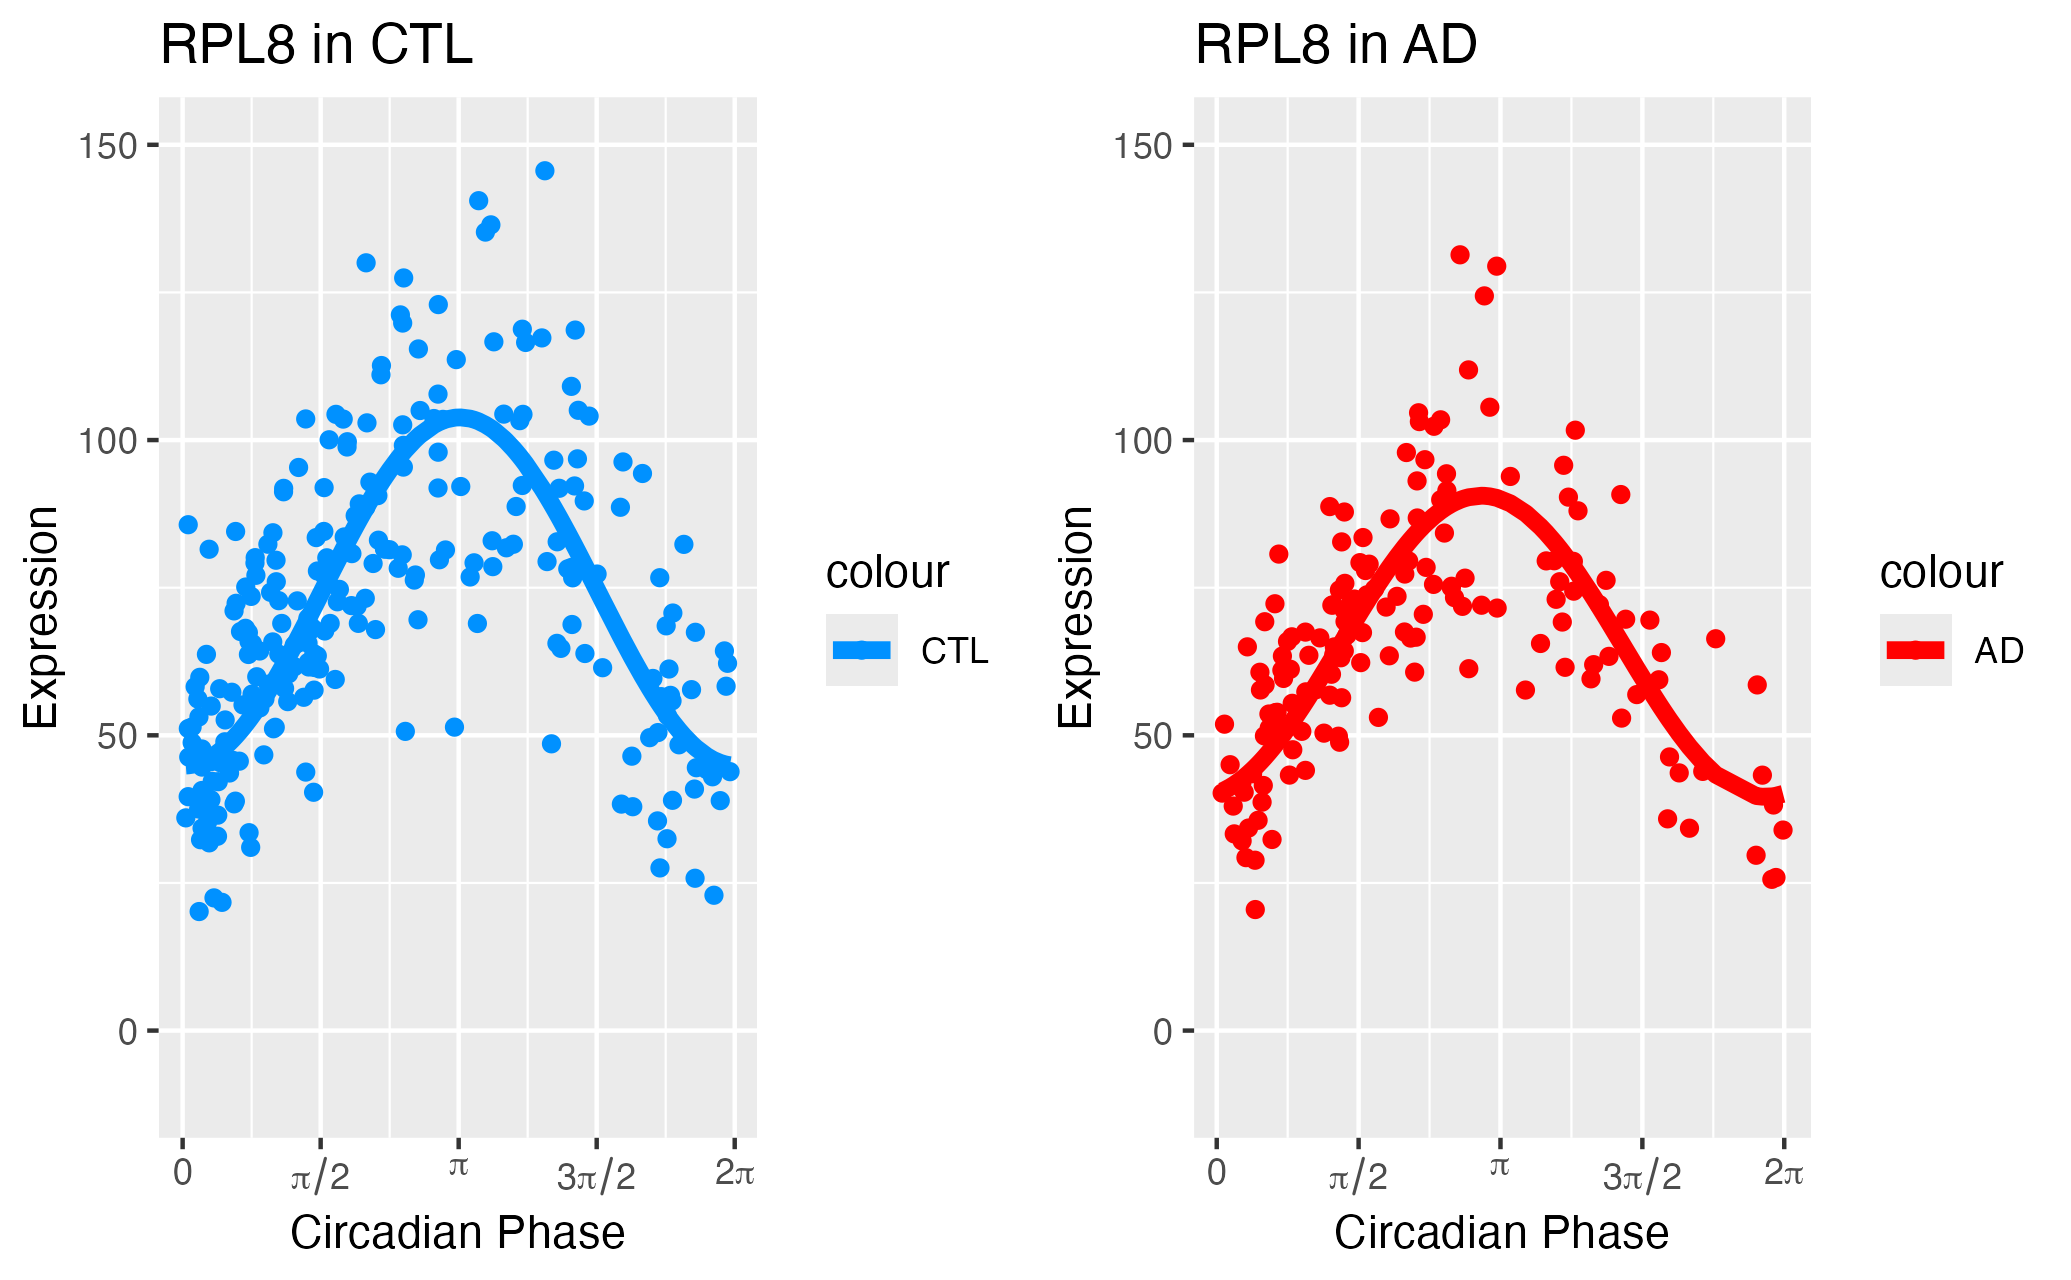 RPL8 in CTL
150
100
50
0
Expression
0 π/2 π 3π/2 2π
Circadian Phase
colour
CTL
RPL8 in AD
150
100
50
0
Expression
0 π/2 π 3π/2 2π
Circadian Phase
colour
AD